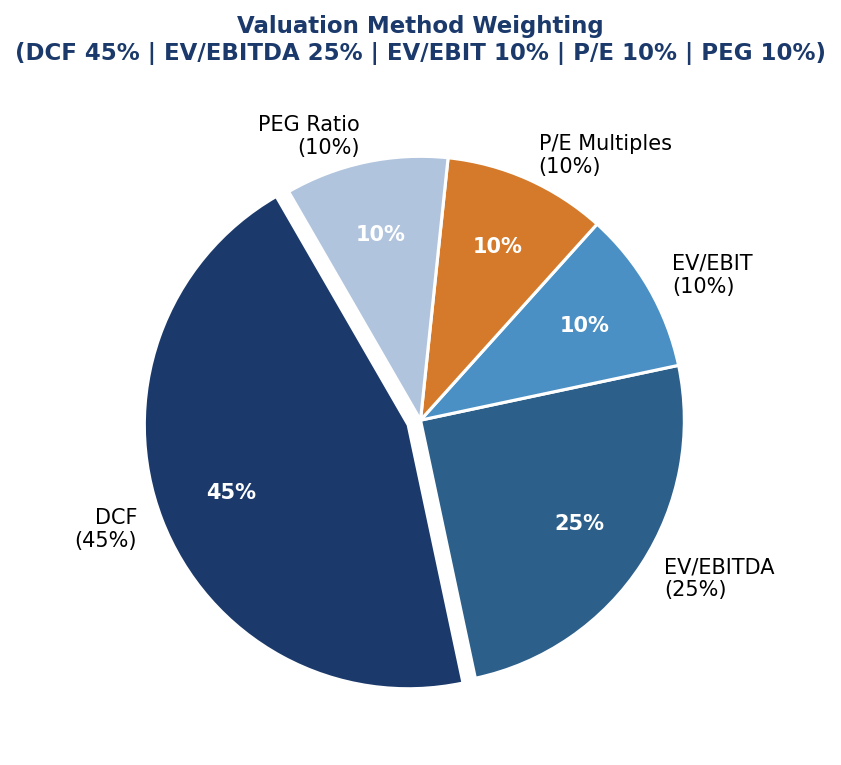 Valuation Method Weighting
(DCF 45% | EV/EBITDA 25% | EV/EBIT 10% | P/E 10% | PEG 10%)
PEG Ratio
(10%)
P/E Multiples
(10%)
10%
10%
EV/EBIT
(10%)
10%
45%
DCF
(45%)
25%
EV/EBITDA
(25%)